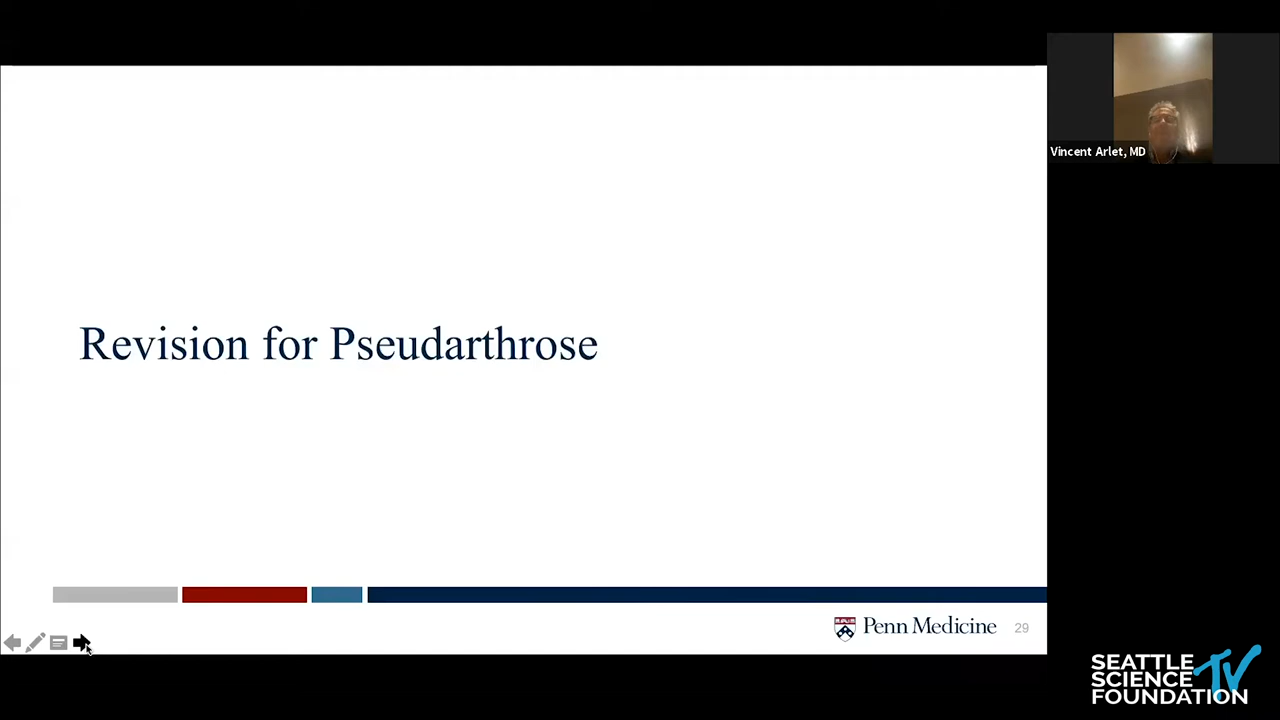 Vincent Arlet, MD
Revision for Pseudarthrose
Penn Medicine
29
SEATTLE
SCIENCE
FOUNDATION
TV